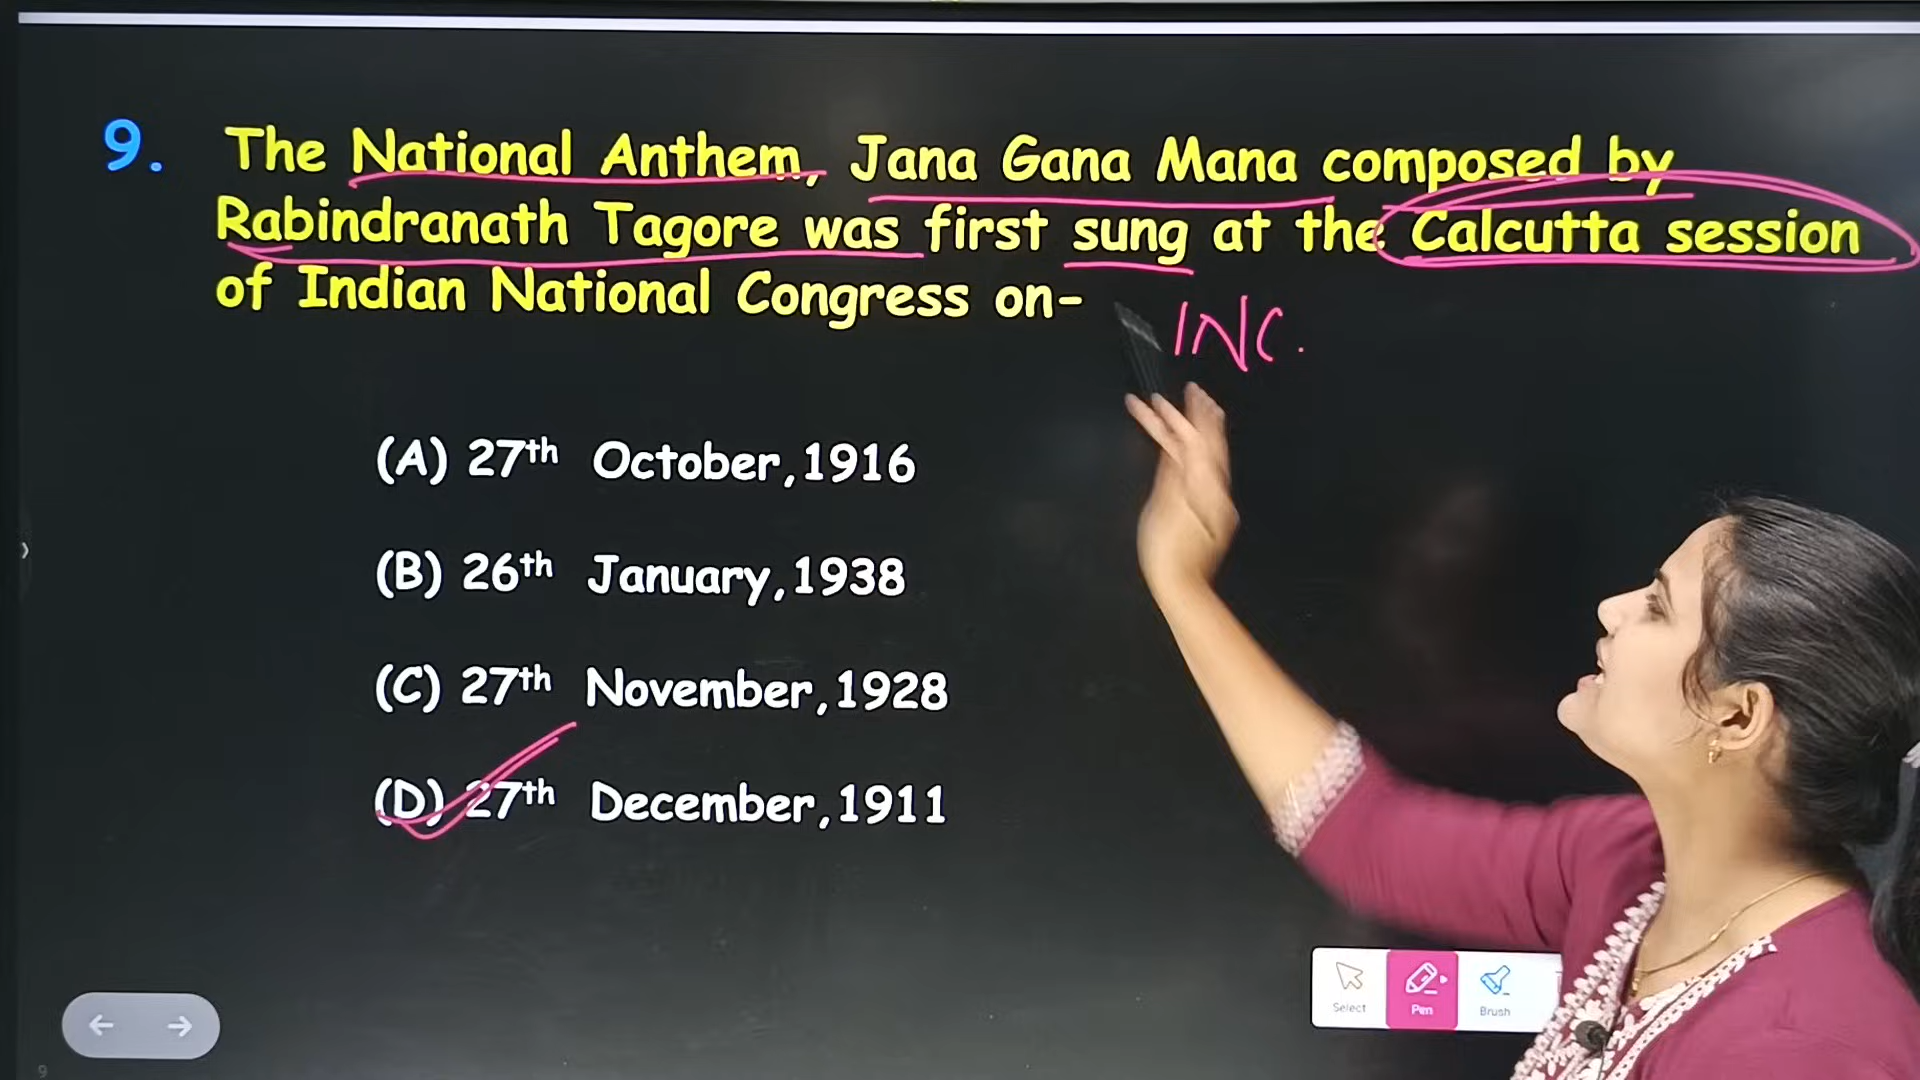 9. The National Anthem, Jana Gana Mana composed by
Rabindranath Tagore was first sung at the Calcutta session
of Indian National Congress on-
INC.
(A) 27th October,1916
(B) 26th January,1938
(C) 27th November,1928
(D) 27th December,1911
Select Pen Brush
9